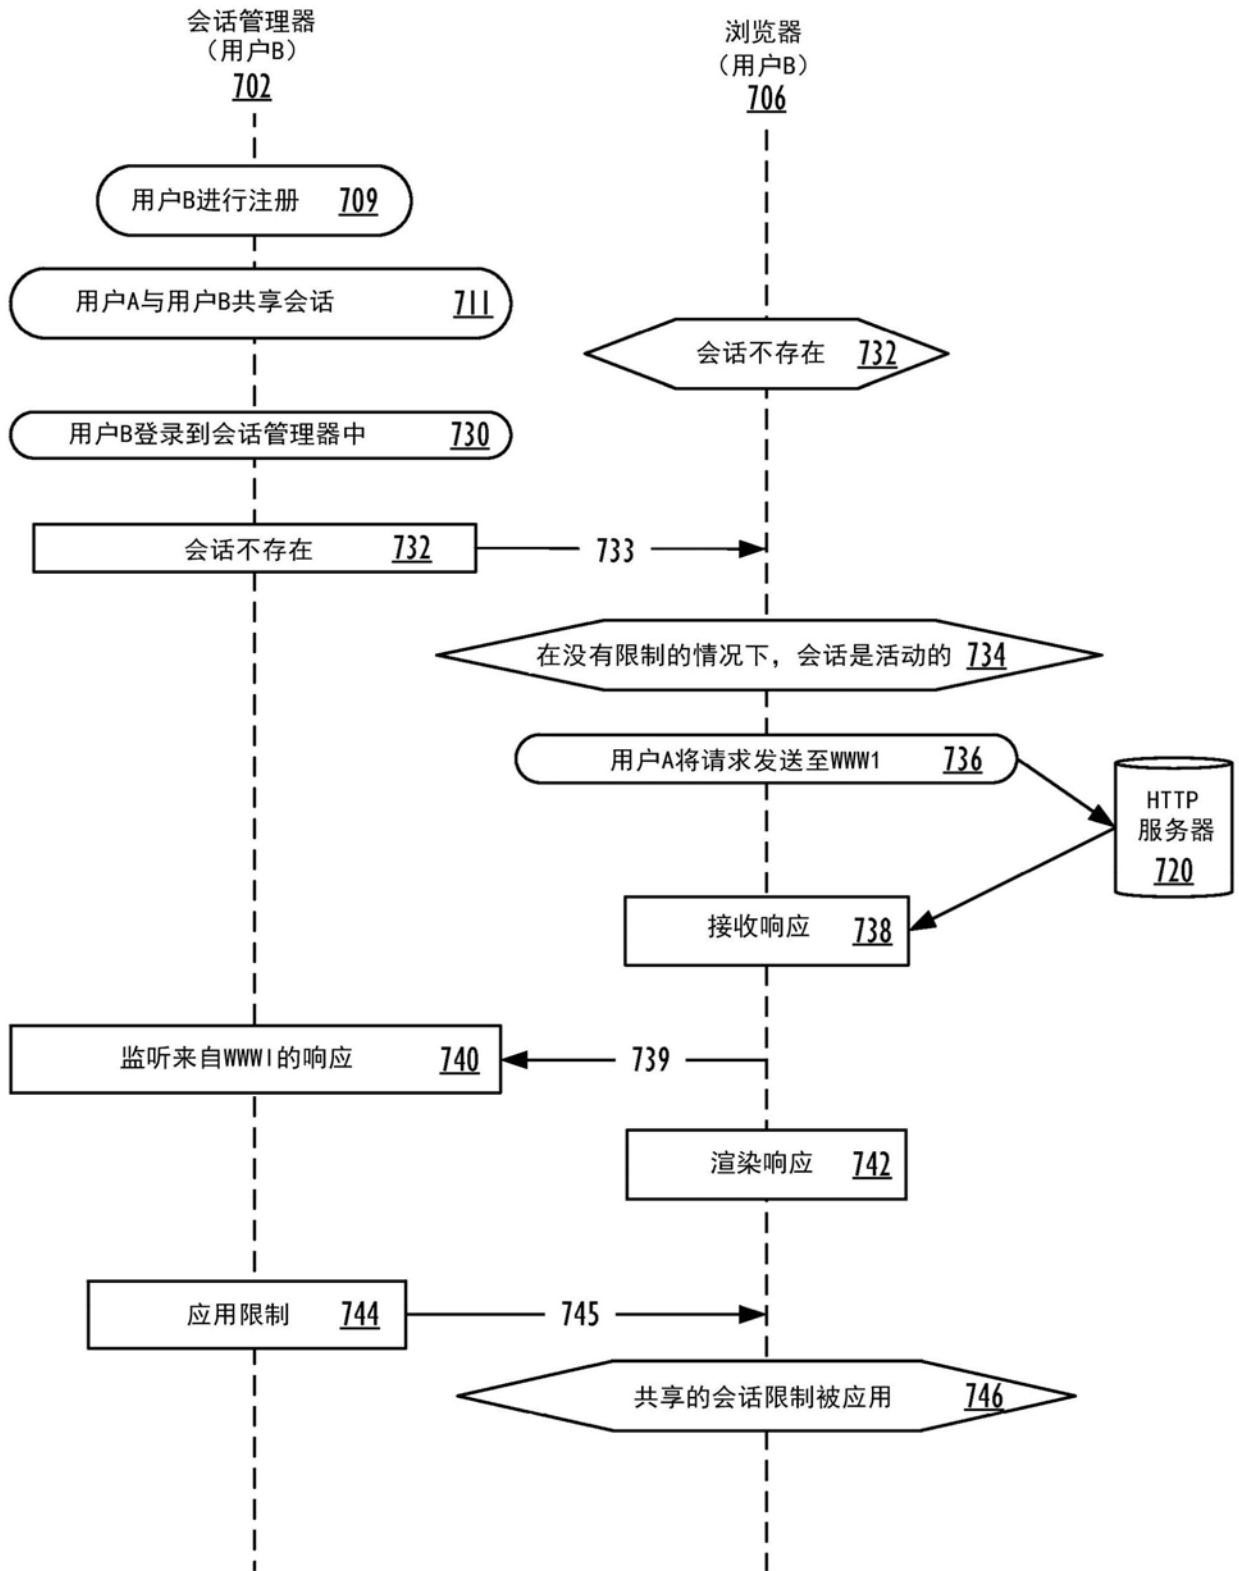 会话管理器
（用户B）
702
浏览器
（用户B）
706
用户B进行注册 709
用户A与用户B共享会话 711
会话不存在 732
用户B登录到会话管理器中 730
会话不存在 732
733
在没有限制的情况下，会话是活动的 734
用户A将请求发送至WWW1 736
HTTP
服务器
720
接收响应 738
监听来自WWW1的响应 740
739
渲染响应 742
应用限制 744
745
共享的会话限制被应用 746